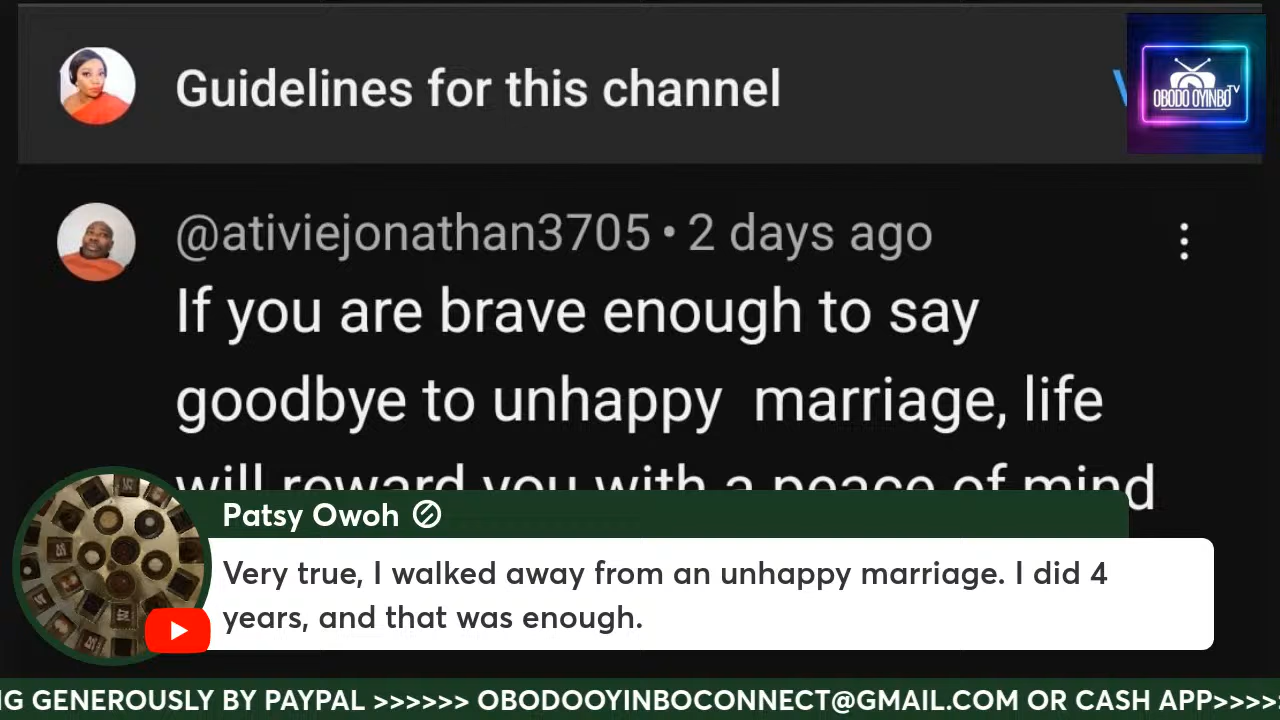 Guidelines for this channel
OBODO OYINBO TV
@ativiejonathan3705 • 2 days ago
If you are brave enough to say
goodbye to unhappy marriage, life
will reward you with a peace of mind
Patsy Owoh
Very true, I walked away from an unhappy marriage. I did 4
years, and that was enough.
G GENEROUSLY BY PAYPAL >>>>>> OBODOOYINBOCONNECT@GMAIL.COM OR CASH APP>>>>